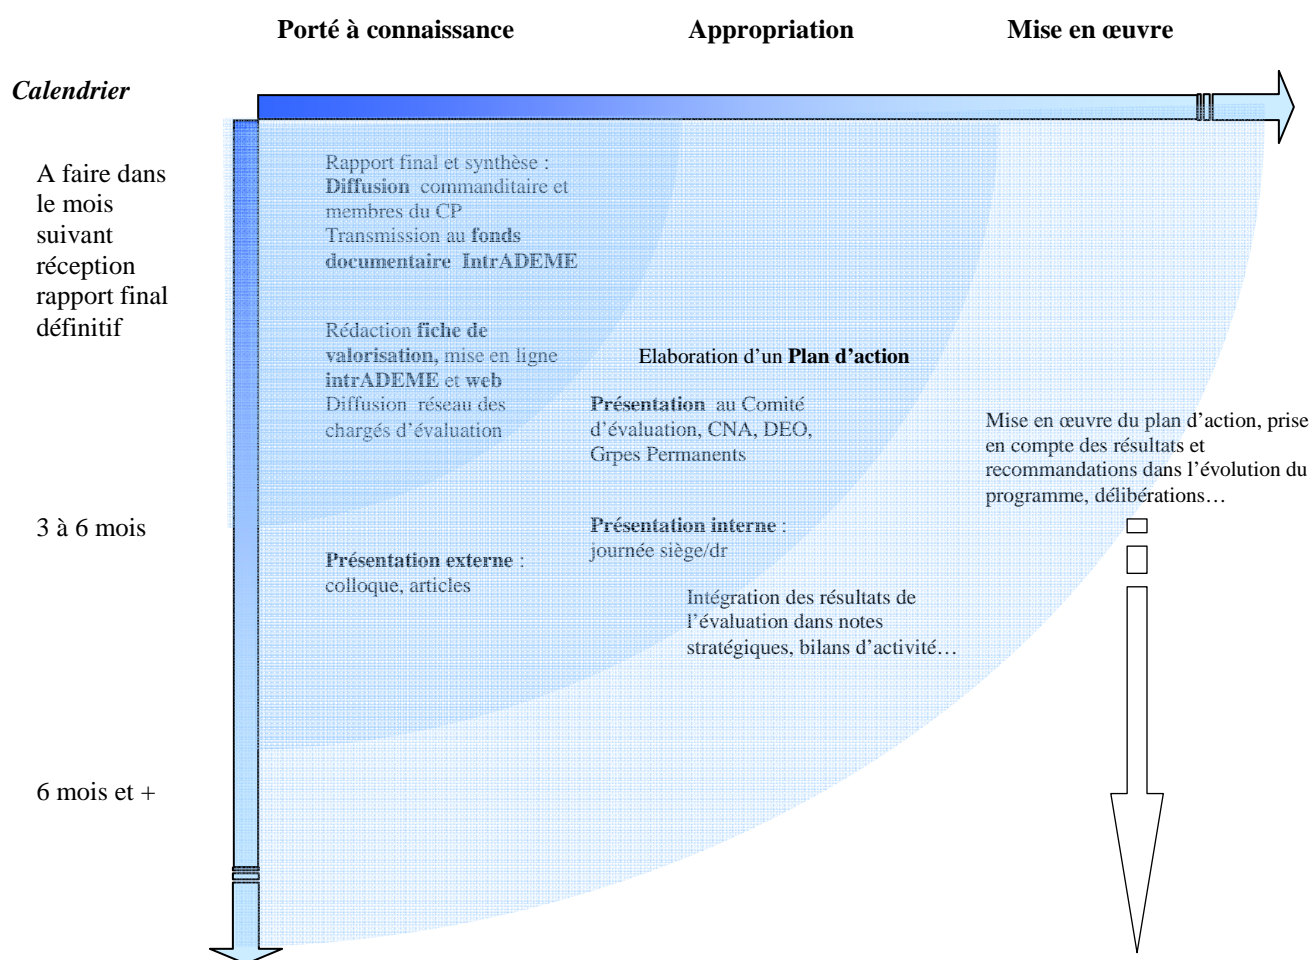 Porté à connaissance
Appropriation
Mise en œuvre
Calendrier
A faire dans
le mois
suivant
réception
rapport final
définitif
Rapport final et synthèse :
Diffusion commanditaire et
membres du CP
Transmission au fonds
documentaire IntrADEME
Rédaction fiche de
valorisation, mise en ligne
intrADEME et web
Diffusion réseau des
chargés d’évaluation
Elaboration d’un Plan d’action
Présentation au Comité
d’évaluation, CNA, DEO,
Grpes Permanents
Mise en œuvre du plan d’action, prise
en compte des résultats et
recommandations dans l’évolution du
programme, délibérations…
3 à 6 mois
Présentation externe :
colloque, articles
Présentation interne :
journée siège/dr
Intégration des résultats de
l’évaluation dans notes
stratégiques, bilans d’activité…
6 mois et +